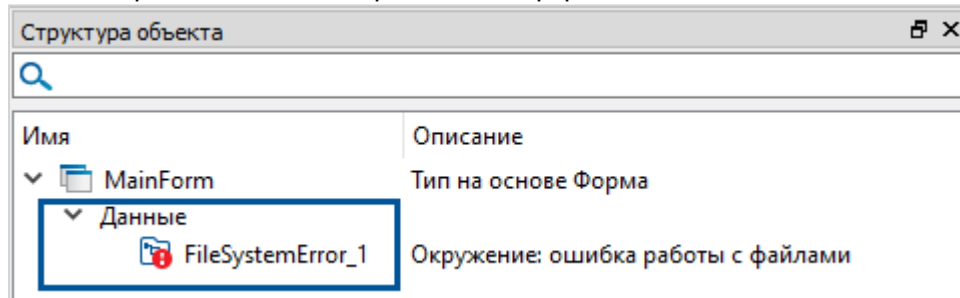 Структура объекта
Имя Описание
MainForm Тип на основе Форма
Данные
FileSystemError_1 Окружение: ошибка работы с файлами